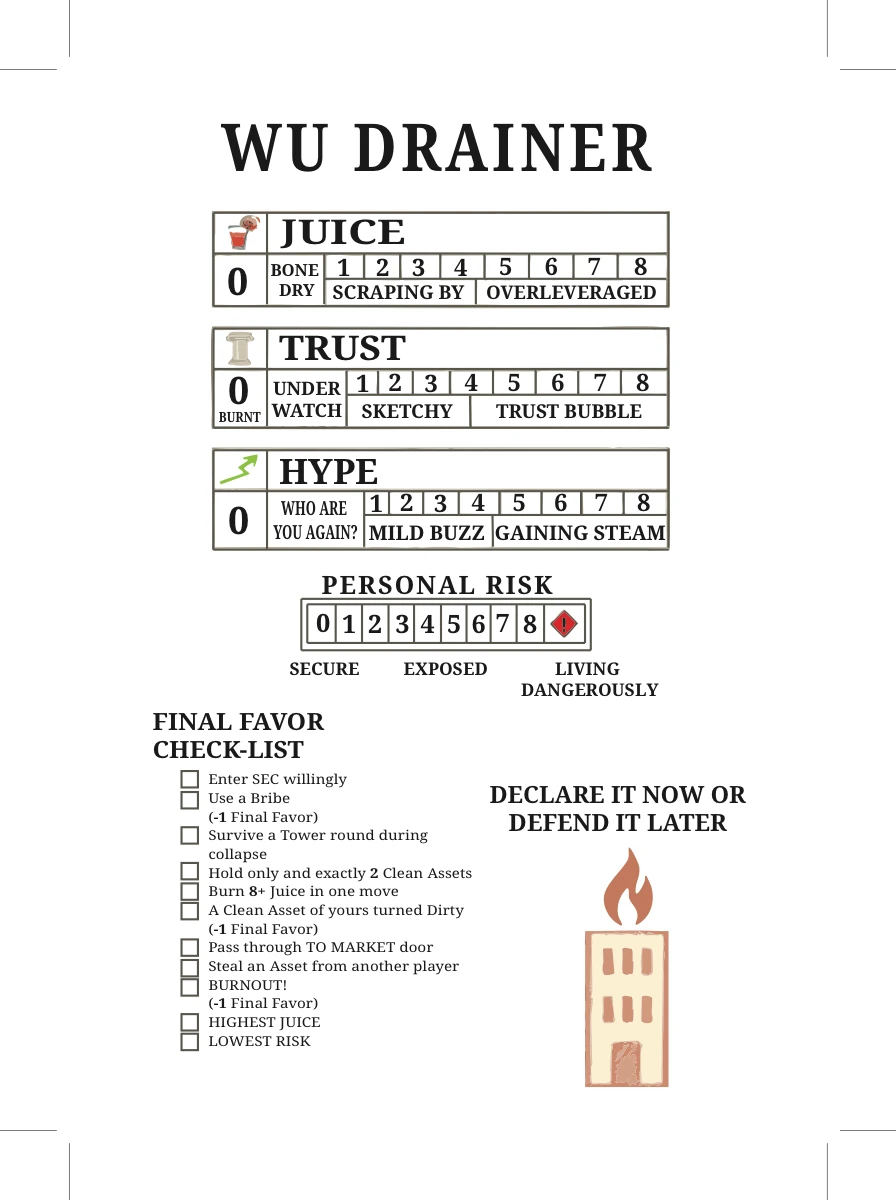 WU DRAINER
JUICE
0
BONE
DRY
1 2 3 4 5 6 7 8
SCRAPING BY OVERLEVERAGED
TRUST
0
BURNT
UNDER
WATCH
1 2 3 4 5 6 7 8
SKETCHY TRUST BUBBLE
HYPE
0
WHO ARE
YOU AGAIN?
1 2 3 4 5 6 7 8
MILD BUZZ GAINING STEAM
PERSONAL RISK
0 1 2 3 4 5 6 7 8 !
SECURE EXPOSED LIVING
DANGEROUSLY
FINAL FAVOR
CHECK-LIST
Enter SEC willingly
Use a Bribe
(-1 Final Favor)
Survive a Tower round during
collapse
Hold only and exactly 2 Clean Assets
Burn 8+ Juice in one move
A Clean Asset of yours turned Dirty
(-1 Final Favor)
Pass through TO MARKET door
Steal an Asset from another player
BURNOUT!
(-1 Final Favor)
HIGHEST JUICE
LOWEST RISK
DECLARE IT NOW OR
DEFEND IT LATER